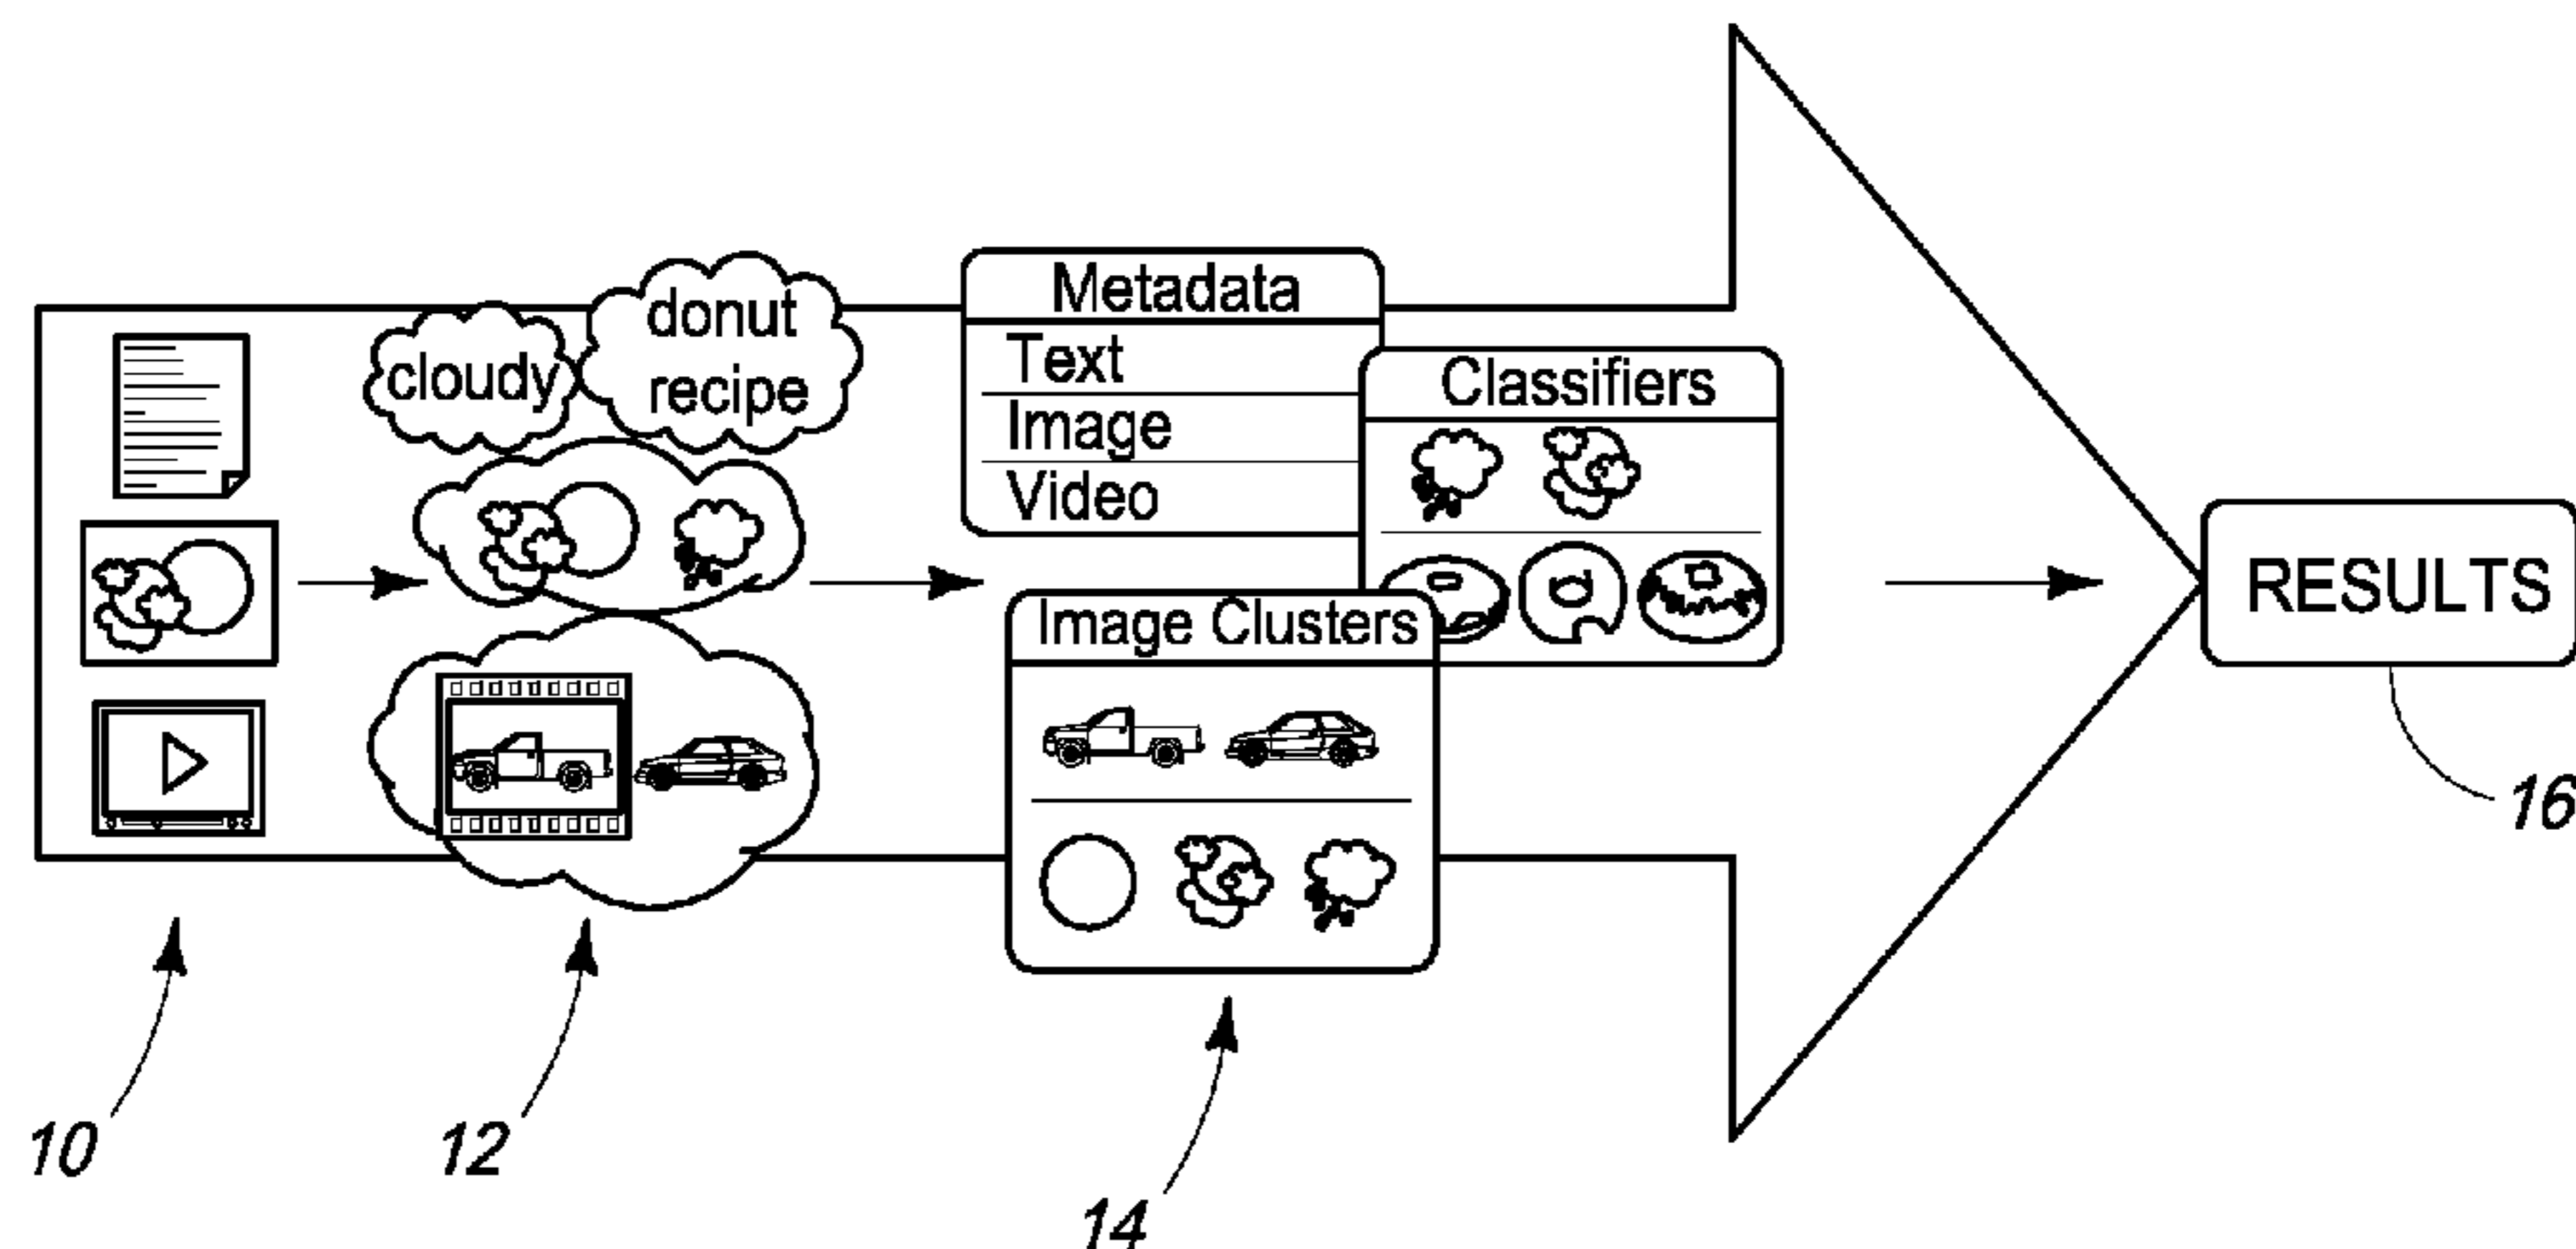 cloudy
donut
recipe
Metadata
Text
Image
Video
Classifiers
Image Clusters
RESULTS
10
12
14
16